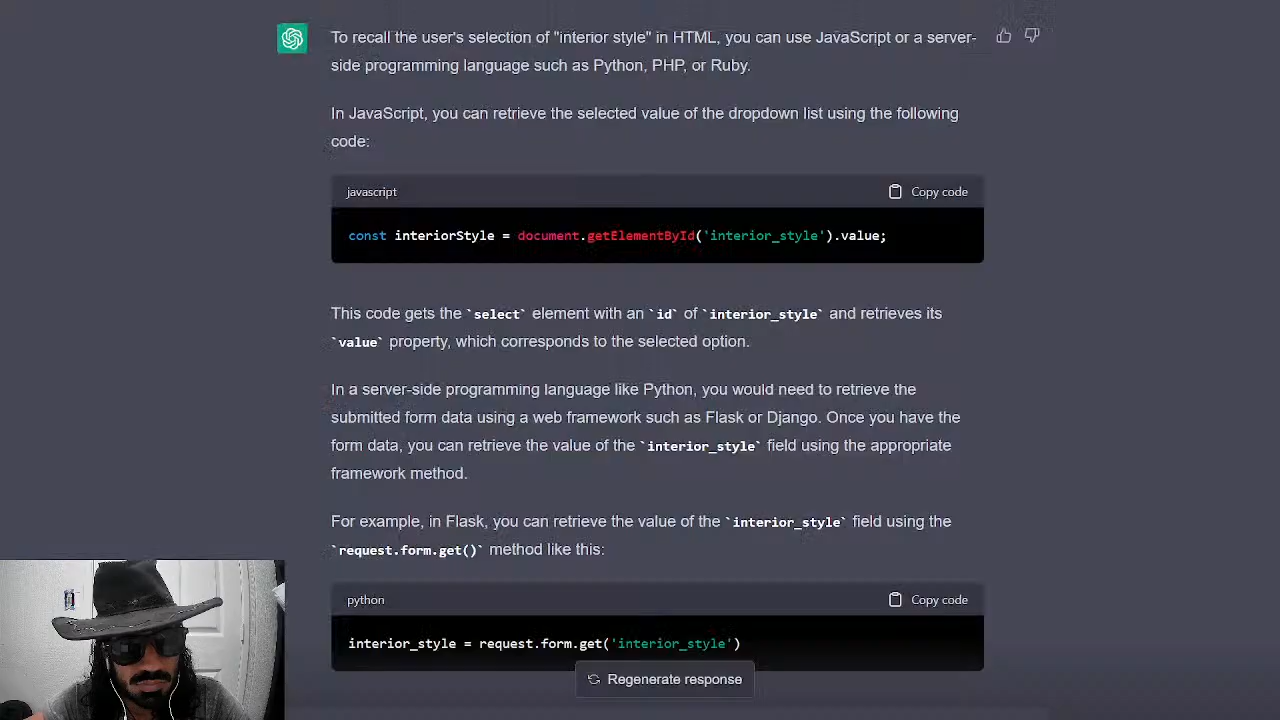 To recall the user's selection of "interior style" in HTML, you can use JavaScript or a server-
side programming language such as Python, PHP, or Ruby.
In JavaScript, you can retrieve the selected value of the dropdown list using the following
code:
javascript
Copy code
const interiorStyle = document.getElementById('interior_style').value;
This code gets the `select` element with an `id` of `interior_style` and retrieves its
`value` property, which corresponds to the selected option.
In a server-side programming language like Python, you would need to retrieve the
submitted form data using a web framework such as Flask or Django. Once you have the
form data, you can retrieve the value of the `interior_style` field using the appropriate
framework method.
For example, in Flask, you can retrieve the value of the `interior_style` field using the
`request.form.get()` method like this:
python
Copy code
interior_style = request.form.get('interior_style')
Regenerate response